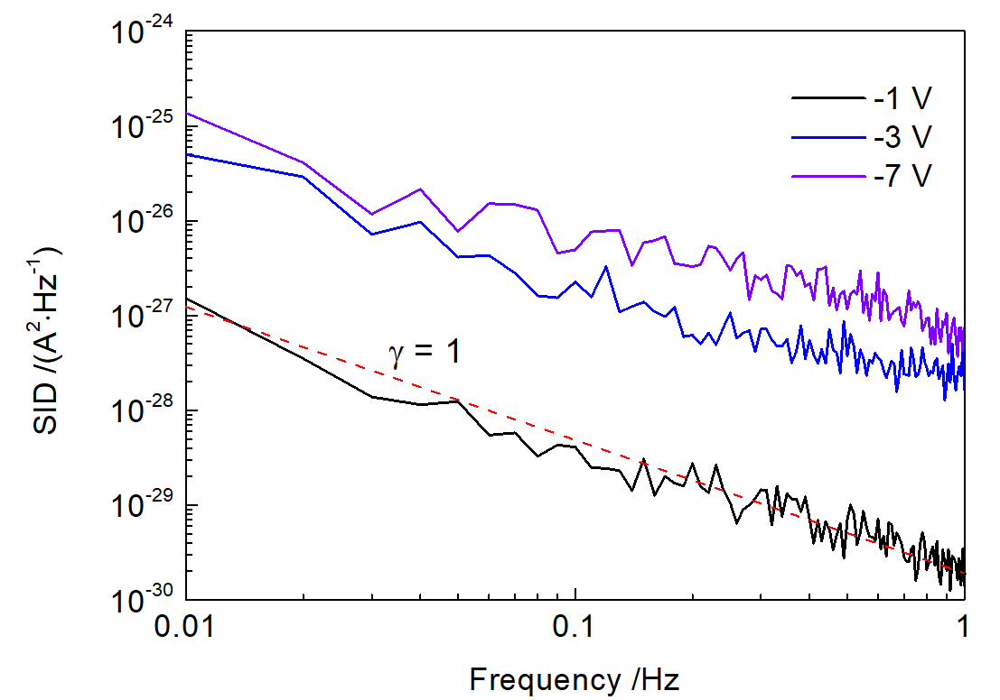 10⁻²⁴
10⁻²⁵
10⁻²⁶
10⁻²⁷
10⁻²⁸
10⁻²⁹
10⁻³⁰
SID /(A²·Hz⁻¹)
-1 V
-3 V
-7 V
γ = 1
0.01
0.1
1
Frequency /Hz